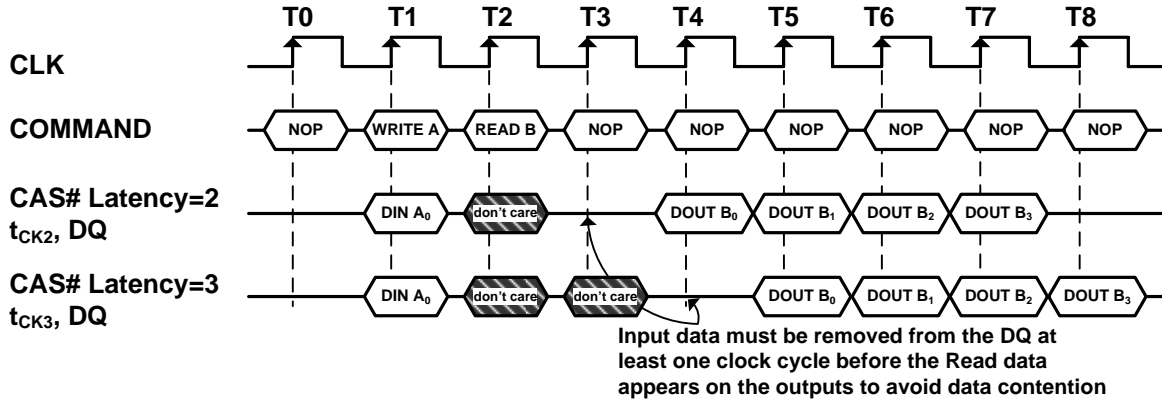 T0 T1 T2 T3 T4 T5 T6 T7 T8
CLK
COMMAND NOP WRITE A READ B NOP NOP NOP NOP NOP NOP
CAS# Latency=2
DIN A0 don't care DOUT B0 DOUT B1 DOUT B2 DOUT B3
tCK2, DQ
CAS# Latency=3
DIN A0 don't care don't care DOUT B0 DOUT B1 DOUT B2 DOUT B3
tCK3, DQ
Input data must be removed from the DQ at
least one clock cycle before the Read data
appears on the outputs to avoid data contention